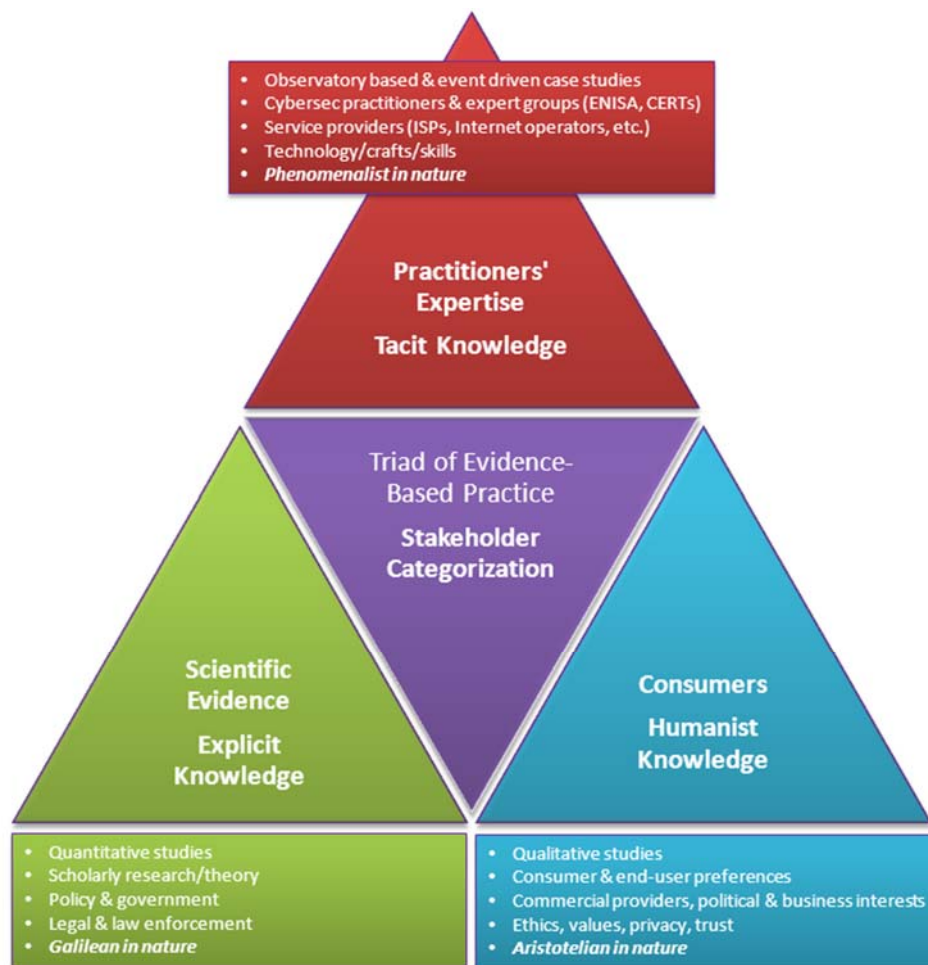 • Observatory based & event driven case studies
• Cybersec practitioners & expert groups (ENISA, CERTs)
• Service providers (ISPs, Internet operators, etc.)
• Technology/crafts/skills
• Phenomenalist in nature
Practitioners'
Expertise
Tacit Knowledge
Triad of Evidence-
Based Practice
Stakeholder
Categorization
Scientific
Evidence
Explicit
Knowledge
Consumers
Humanist
Knowledge
• Quantitative studies
• Scholarly research/theory
• Policy & government
• Legal & law enforcement
• Galilean in nature
• Qualitative studies
• Consumer & end-user preferences
• Commercial providers, political & business interests
• Ethics, values, privacy, trust
• Aristotelian in nature